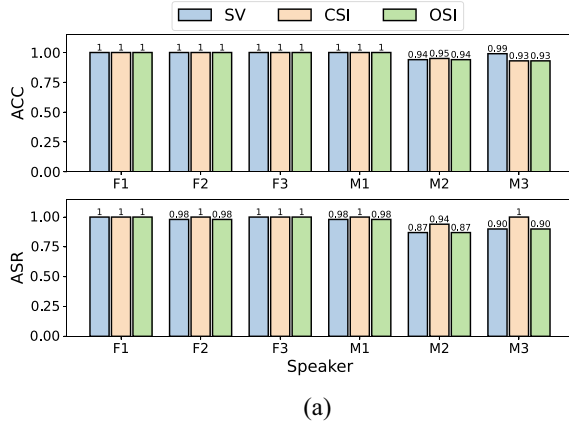 SV CSI OSI
1 1 1 1 1 1 1 1 1 1 1 1 0.94 0.95 0.94 0.99 0.93 0.93
1.00
0.75
0.50
0.25
0.00
ACC
F1 F2 F3 M1 M2 M3
1 1 1 0.98 1 0.98 1 1 1 0.98 1 0.98 0.87 0.94 0.87 0.90 1 0.90
1.00
0.75
0.50
0.25
0.00
ASR
F1 F2 F3 M1 M2 M3
Speaker
(a)